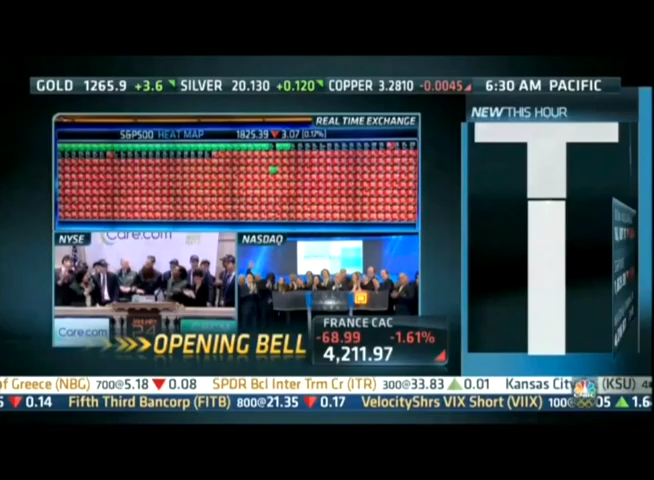 GOLD 1265.9 +3.6 SILVER 20.130 +0.120 COPPER 3.2810 -0.0045 6:30 AM PACIFIC
REAL TIME EXCHANGE
NEW THIS HOUR
S&P500 HEAT MAP 1825.39 ▼ 3.07 (0.17%)
NYSE
Care.com
NASDAQ
Care.com
24
>>>> OPENING BELL
FRANCE CAC
-68.99 -1.61%
4,211.97
of Greece (NBG) 700@5.18 ▼ 0.08 SPDR Bcl Inter Trm Cr (ITR) 300@33.83 ▲ 0.01 Kansas City (KSU)
▼ 0.14 Fifth Third Bancorp (FITB) 800@21.35 ▼ 0.17 VelocityShrs VIX Short (VIIX) 05 ▲ 1.6